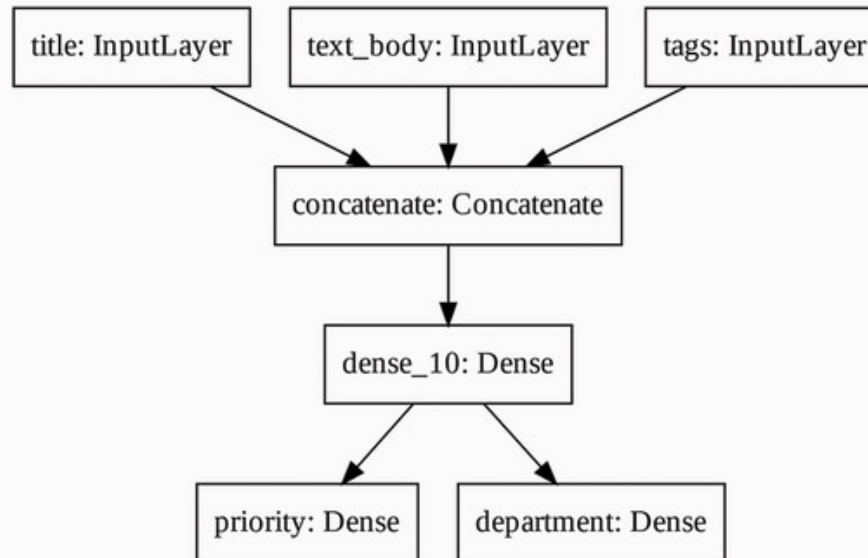 title: InputLayer
text_body: InputLayer
tags: InputLayer
concatenate: Concatenate
dense_10: Dense
priority: Dense
department: Dense